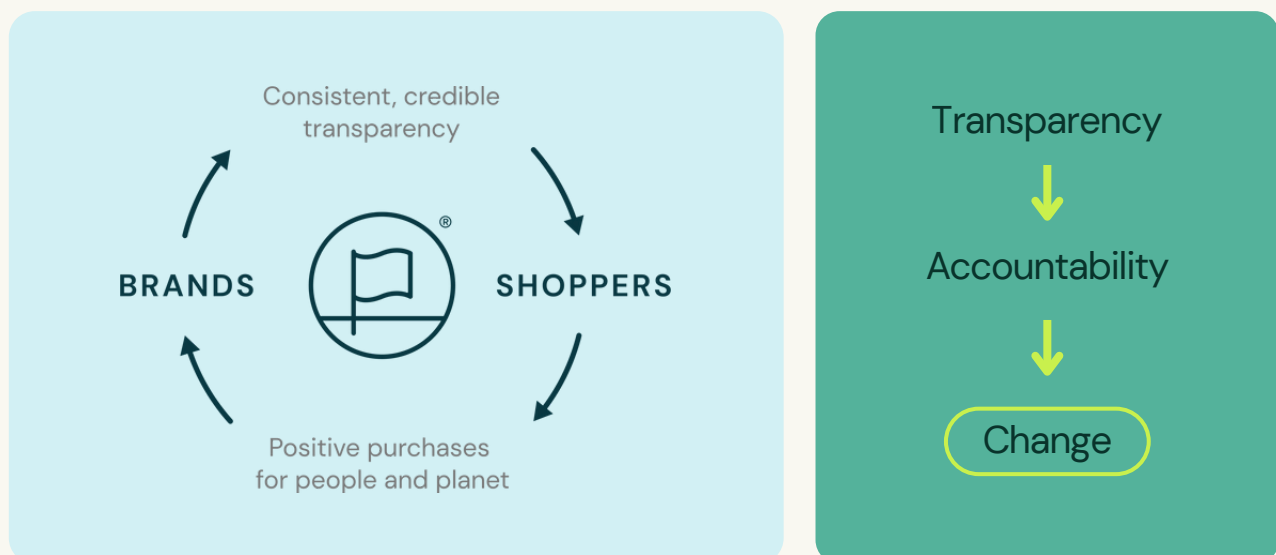 Consistent, credible
transparency
®
BRANDS
SHOPPERS
Positive purchases
for people and planet
Transparency
Accountability
Change